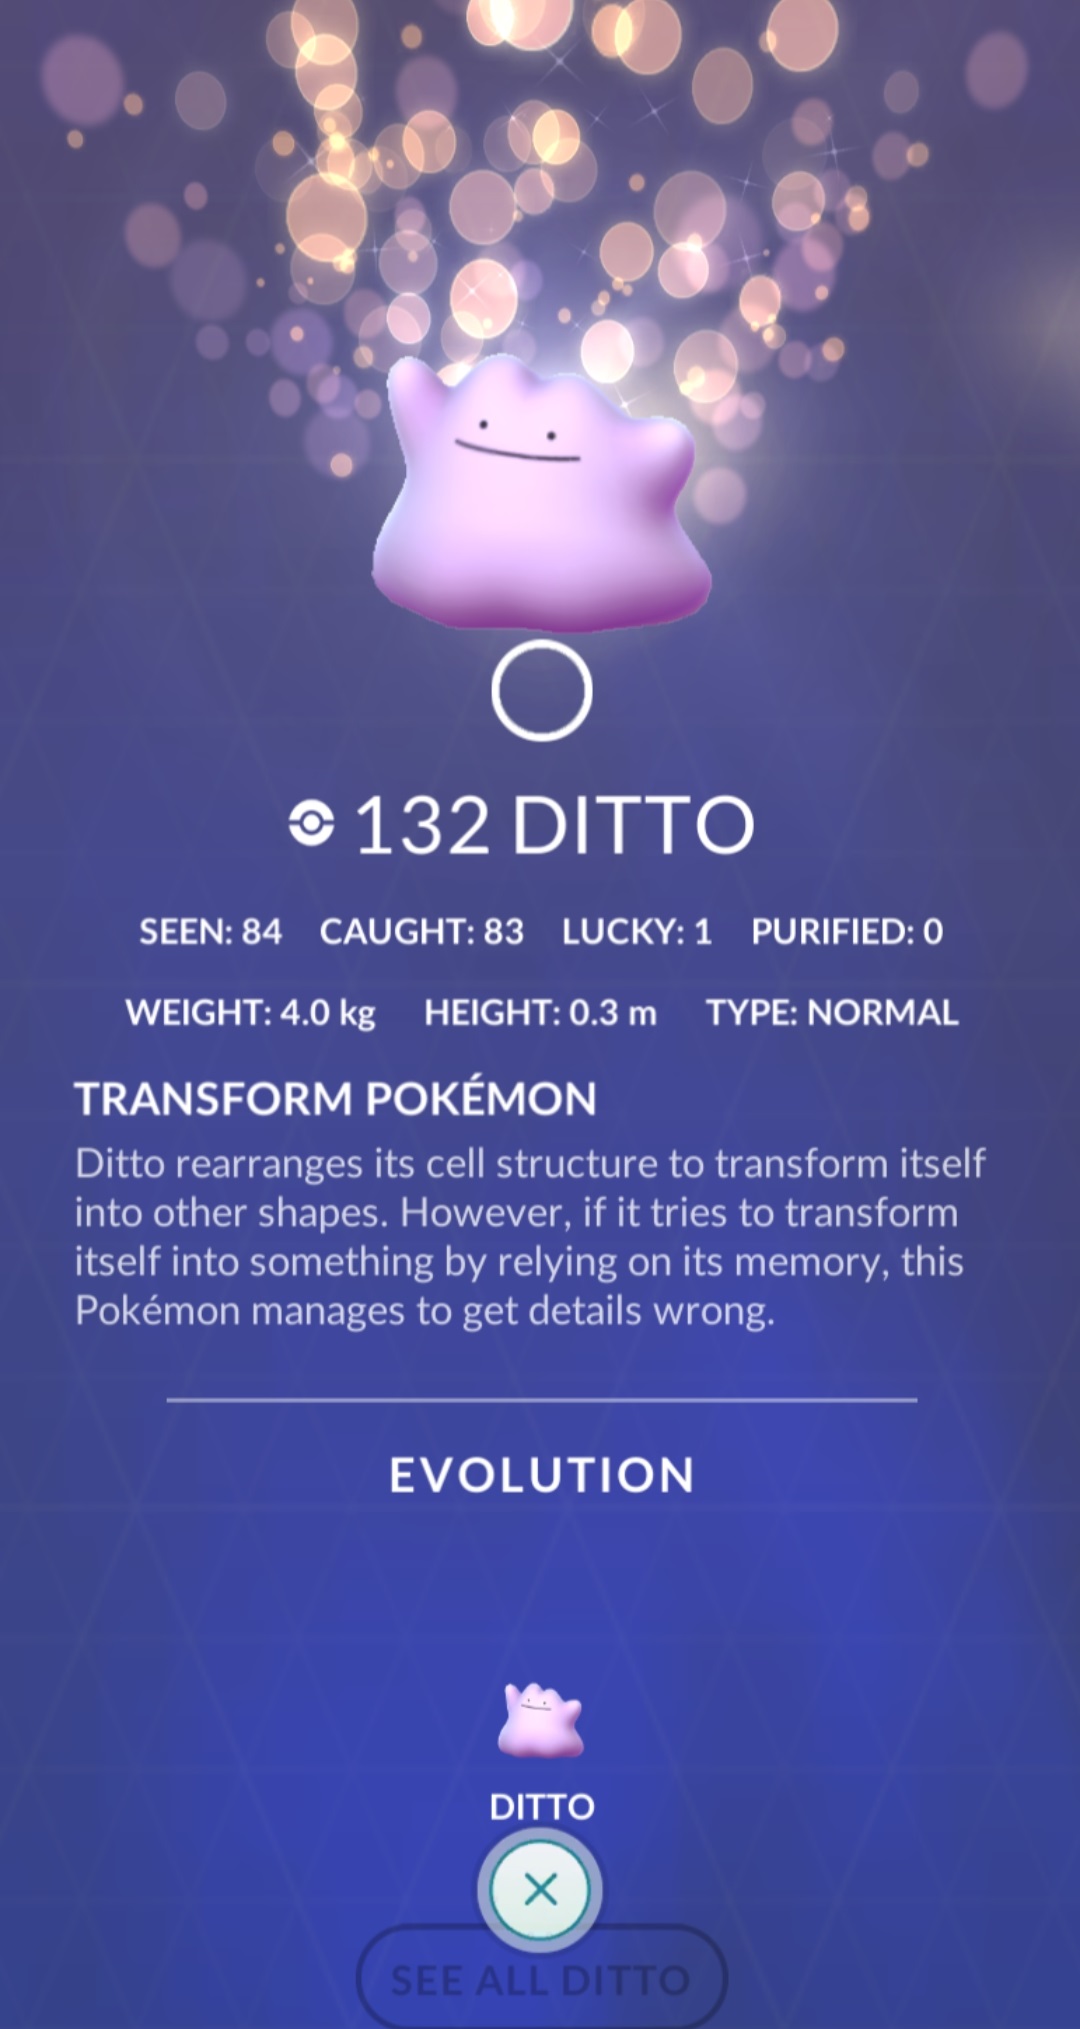 132 DITTO
SEEN: 84 CAUGHT: 83 LUCKY: 1 PURIFIED: 0
WEIGHT: 4.0 kg HEIGHT: 0.3 m TYPE: NORMAL
TRANSFORM POKÉMON
Ditto rearranges its cell structure to transform itself
into other shapes. However, if it tries to transform
itself into something by relying on its memory, this
Pokémon manages to get details wrong.
EVOLUTION
DITTO
SEE ALL DITTO